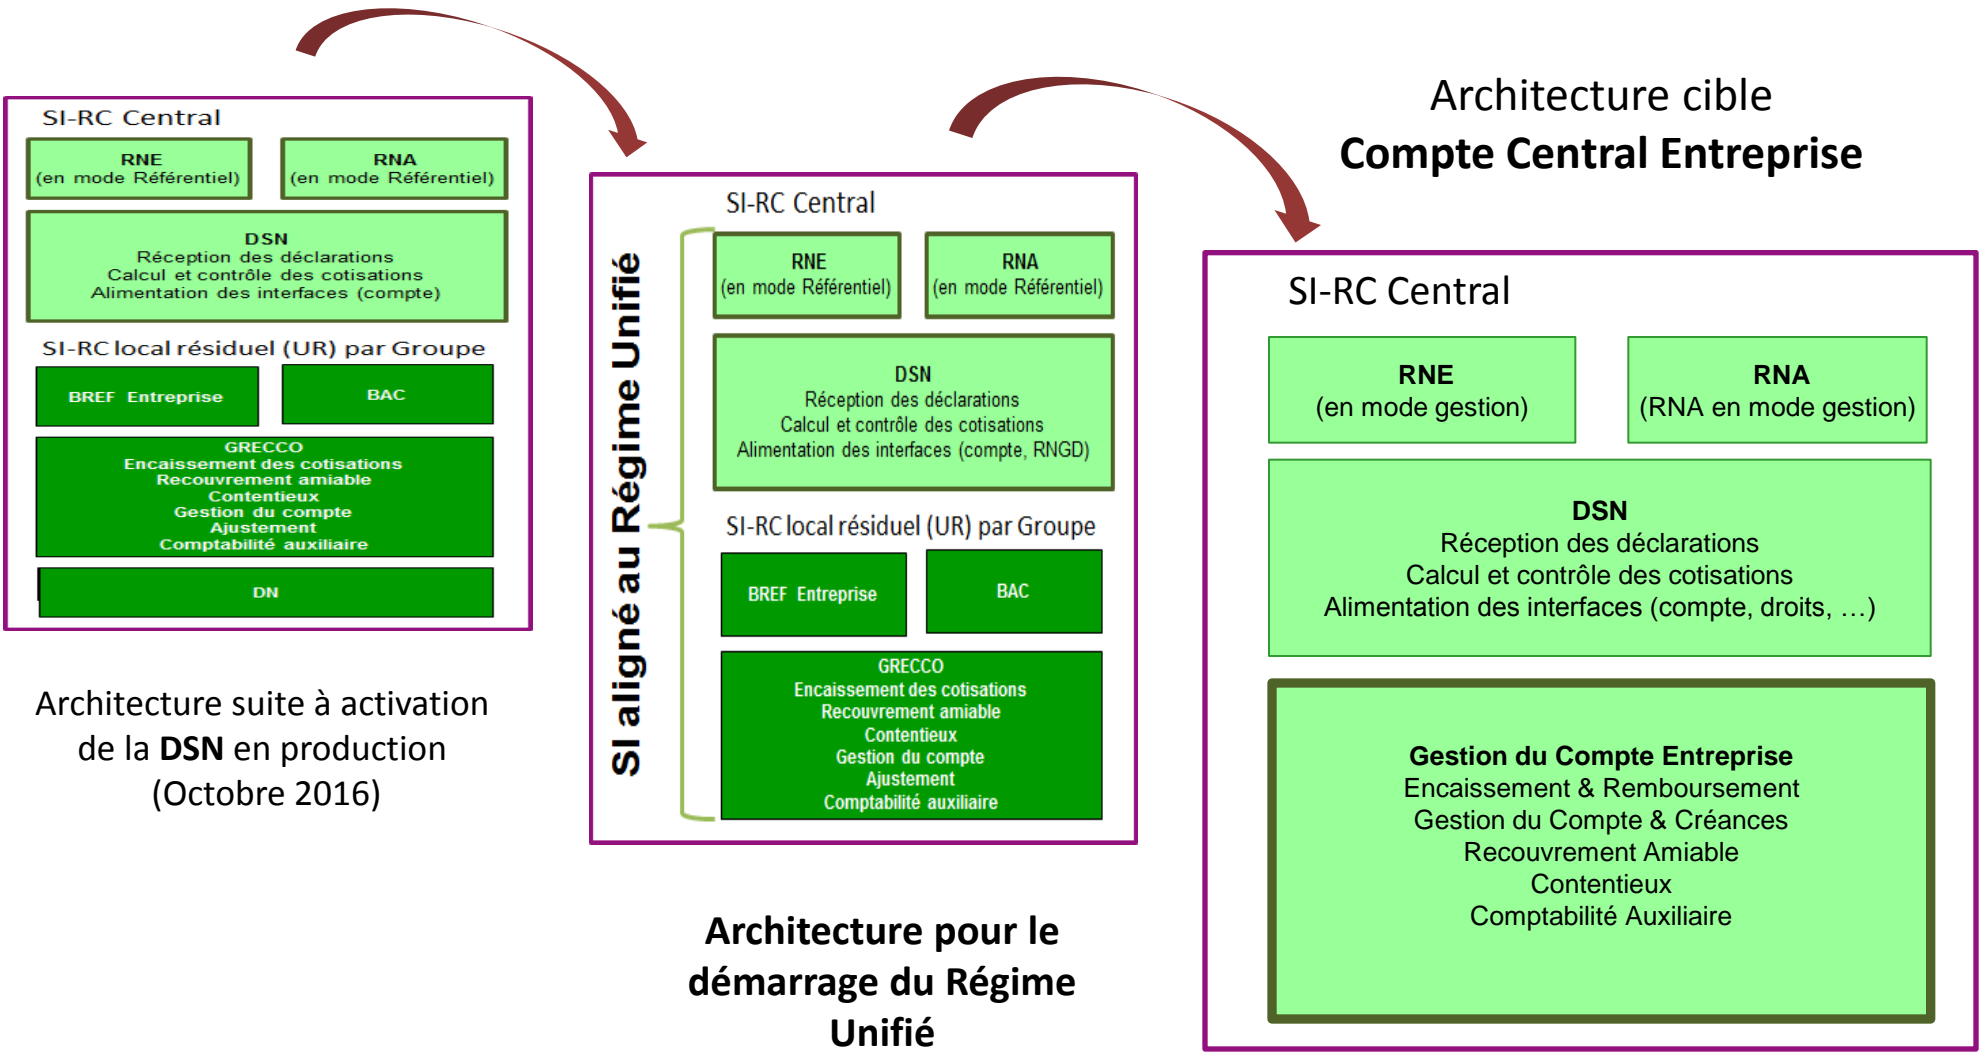 SI-RC Central
RNE
(en mode Référentiel)
RNA
(en mode Référentiel)
DSN
Réception des déclarations
Calcul et contrôle des cotisations
Alimentation des interfaces (compte)
SI-RC local résiduel (UR) par Groupe
BREF Entreprise
BAC
GRECCO
Encaissement des cotisations
Recouvrement amiable
Contentieux
Gestion du compte
Ajustement
Comptabilité auxiliaire
DN
Architecture suite à activation
de la DSN en production
(Octobre 2016)
SI aligné au Régime Unifié
SI-RC Central
RNE
(en mode Référentiel)
RNA
(en mode Référentiel)
DSN
Réception des déclarations
Calcul et contrôle des cotisations
Alimentation des interfaces (compte, RNGD)
SI-RC local résiduel (UR) par Groupe
BREF Entreprise
BAC
GRECCO
Encaissement des cotisations
Recouvrement amiable
Contentieux
Gestion du compte
Ajustement
Comptabilité auxiliaire
Architecture pour le
démarrage du Régime
Unifié
Architecture cible
Compte Central Entreprise
SI-RC Central
RNE
(en mode gestion)
RNA
(RNA en mode gestion)
DSN
Réception des déclarations
Calcul et contrôle des cotisations
Alimentation des interfaces (compte, droits, …)
Gestion du Compte Entreprise
Encaissement & Remboursement
Gestion du Compte & Créances
Recouvrement Amiable
Contentieux
Comptabilité Auxiliaire